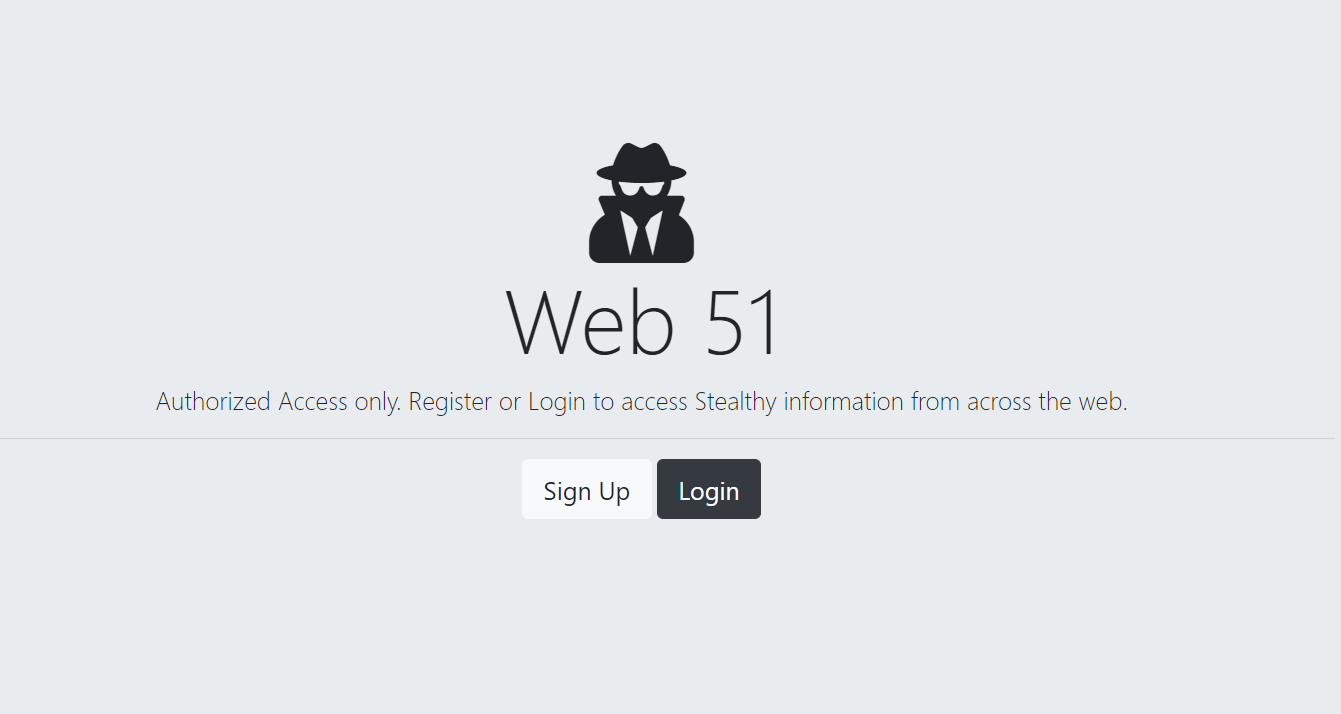 Web 51
Authorized Access only. Register or Login to access Stealthy information from across the web.
Sign Up Login